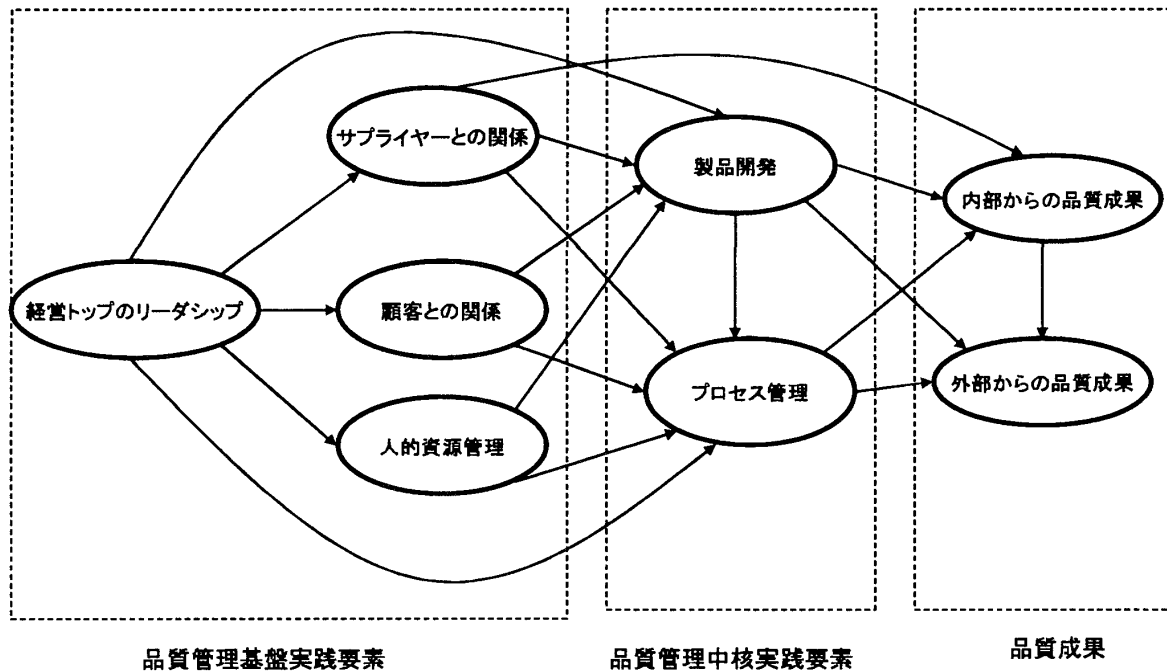 サプライヤーとの関係
製品開発
内部からの品質成果
経営トップのリーダシップ
顧客との関係
プロセス管理
外部からの品質成果
人的資源管理
品質管理基盤実践要素
品質管理中核実践要素
品質成果